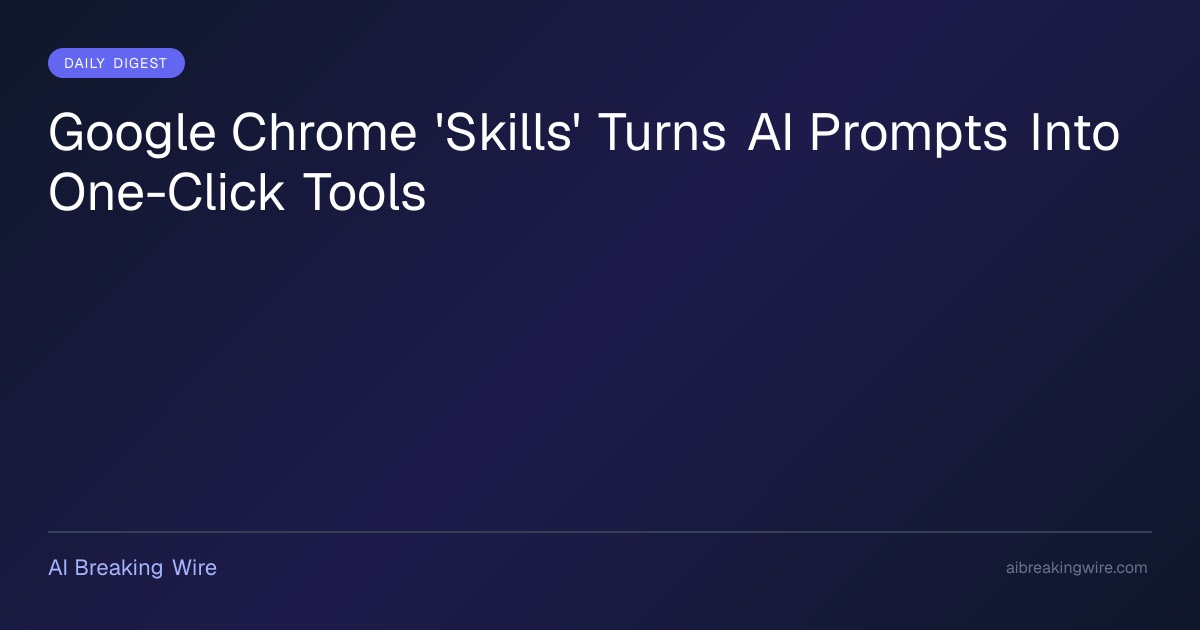 DAILY DIGEST
Google Chrome 'Skills' Turns AI Prompts Into
One-Click Tools
AI Breaking Wire
aibreakingwire.com